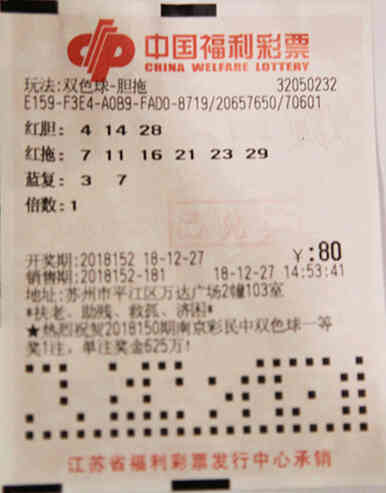 中国福利彩票
CHINA WELFARE LOTTERY
玩法:双色球-胆拖 32050232
E159-F3E4-A0B9-FAD0-8719/20657650/70601
红胆: 4 14 28
红拖: 7 11 16 21 23 29
蓝复: 3 7
倍数:1
开奖期:2018152 18-12-27 ¥:80
销售期:2018152-181 18-12-27 14:53:41
地址:苏州市平江区万达广场2幢103室
*扶老、助残、救孤、济困*
★热烈祝贺2018150期南京彩民中双色球一等
奖1注，单注奖金625万!
江苏省福利彩票发行中心承销